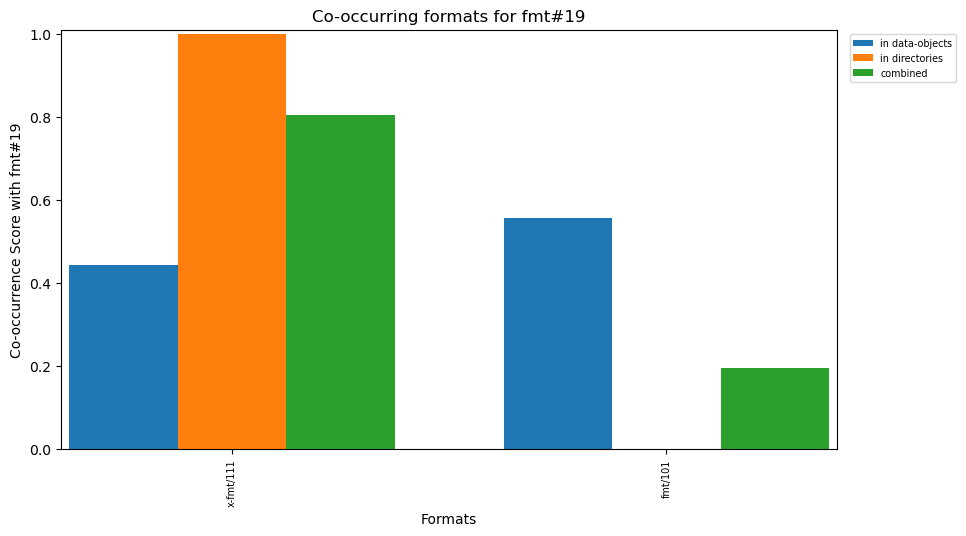 Co-occurring formats for fmt#19
Co-occurrence Score with fmt#19
1.0
0.8
0.6
0.4
0.2
0.0
x-fmt/111
fmt/101
Formats
in data-objects
in directories
combined